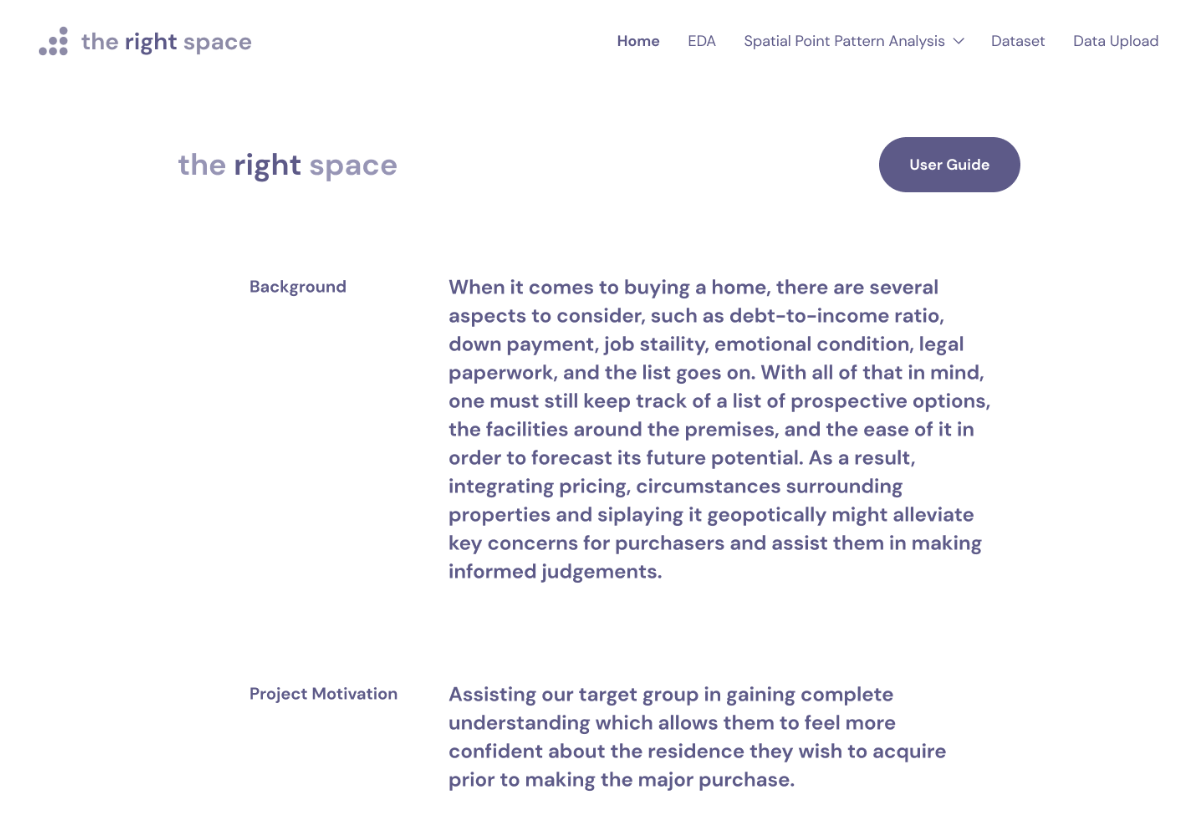 the right space
Home EDA Spatial Point Pattern Analysis Dataset Data Upload
the right space
User Guide
Background
When it comes to buying a home, there are several
aspects to consider, such as debt-to-income ratio,
down payment, job staility, emotional condition, legal
paperwork, and the list goes on. With all of that in mind,
one must still keep track of a list of prospective options,
the facilities around the premises, and the ease of it in
order to forecast its future potential. As a result,
integrating pricing, circumstances surrounding
properties and siplaying it geopotically might alleviate
key concerns for purchasers and assist them in making
informed judgements.
Project Motivation
Assisting our target group in gaining complete
understanding which allows them to feel more
confident about the residence they wish to acquire
prior to making the major purchase.